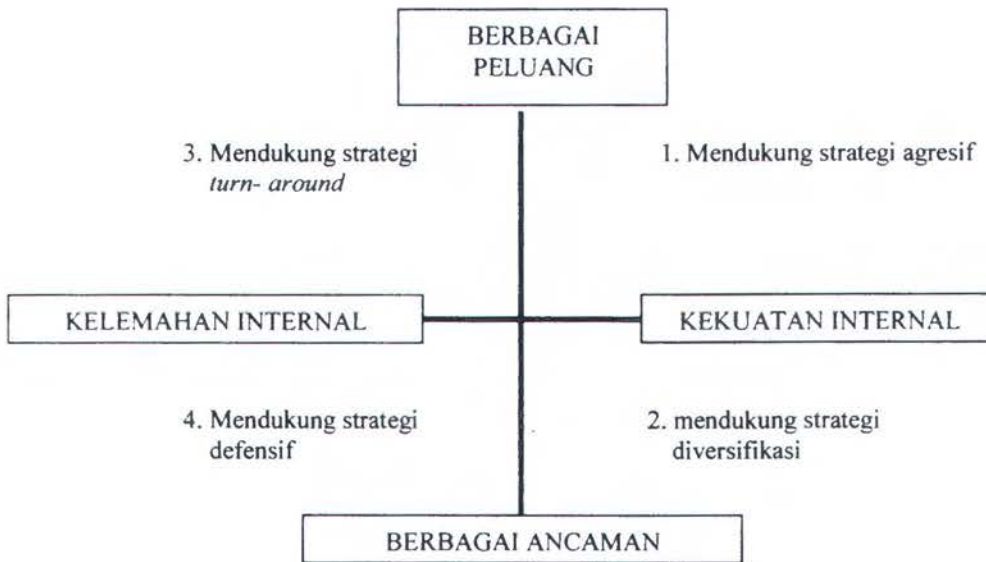 BERBAGAI
PELUANG
3. Mendukung strategi
turn- around
1. Mendukung strategi agresif
KELEMAHAN INTERNAL
KEKUATAN INTERNAL
4. Mendukung strategi
defensif
2. mendukung strategi
diversifikasi
BERBAGAI ANCAMAN